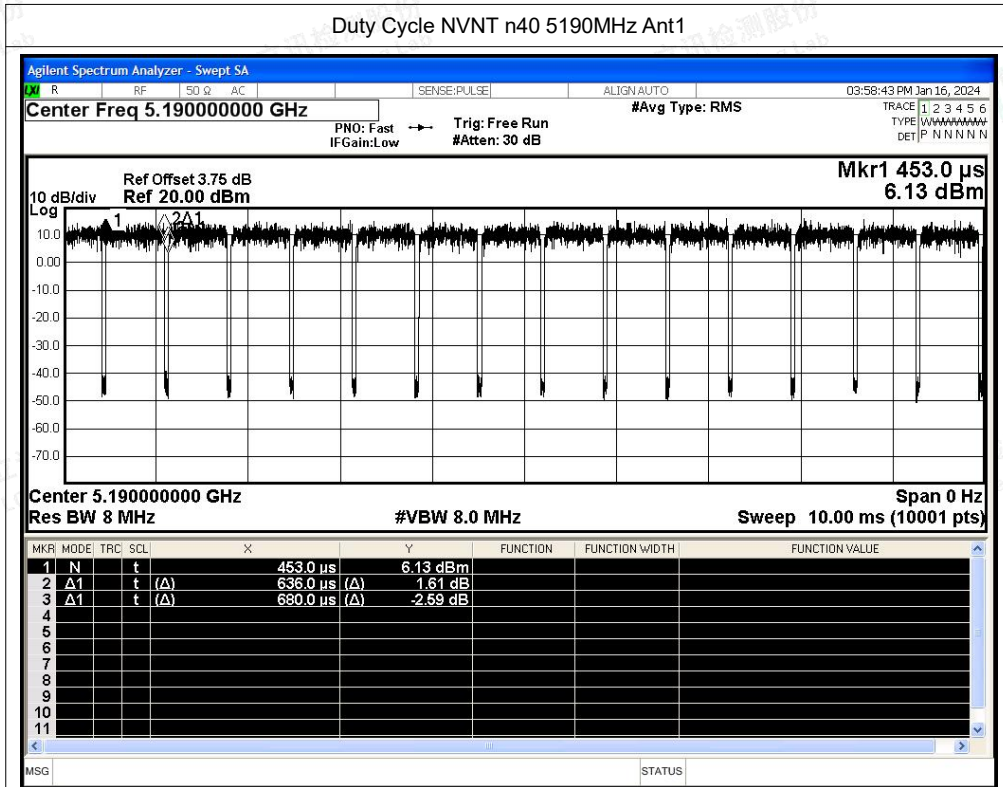 Duty Cycle NVNT n40 5190MHz Ant1
Agilent Spectrum Analyzer - Swept SA
LXI R RF 50 Ω AC SENSE:PULSE ALIGN AUTO 03:58:43 PM Jan 16, 2024
Center Freq 5.190000000 GHz #Avg Type: RMS TRACE 1 2 3 4 5 6
PNO: Fast Trig: Free Run TYPE WWWWWW
IFGain:Low #Atten: 30 dB DET P N N N N N
Mkr1 453.0 µs
Ref Offset 3.75 dB
10 dB/div Ref 20.00 dBm 6.13 dBm
Log
1 2Δ1
10.0
0.00
-10.0
-20.0
-30.0
-40.0
-50.0
-60.0
-70.0
Center 5.190000000 GHz Span 0 Hz
Res BW 8 MHz #VBW 8.0 MHz Sweep 10.00 ms (10001 pts)
MKR MODE TRC SCL X Y FUNCTION FUNCTION WIDTH FUNCTION VALUE
1 N t 453.0 µs 6.13 dBm
2 Δ1 t (Δ) 636.0 µs (Δ) 1.61 dB
3 Δ1 t (Δ) 680.0 µs (Δ) -2.59 dB
4
5
6
7
8
9
10
11
MSG STATUS